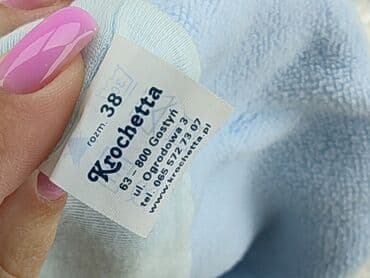 rozm. 38
Krochetta
63 - 800 Gostyń
ul. Ogrodowa 3
tel. 065 572 73 07
www.krochetta.pl